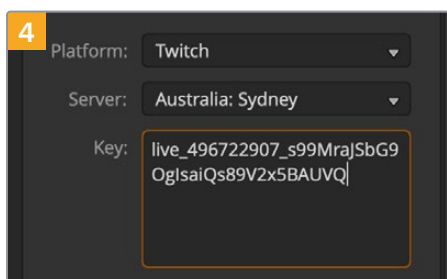 4
Platform: Twitch
Server: Australia: Sydney
Key: live_496722907_s99MraJSbG9
OgIsaiQs89V2x5BAUVQ